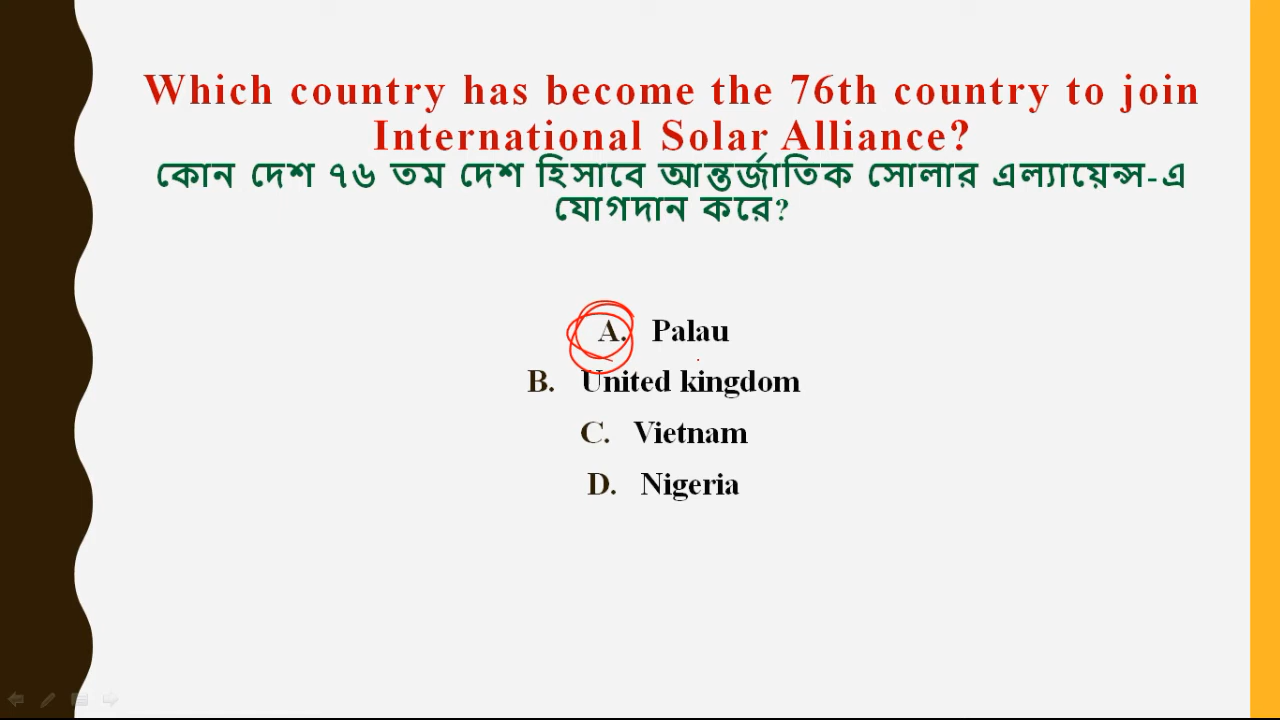 Which country has become the 76th country to join
International Solar Alliance?
কোন দেশ ৭৬ তম দেশ হিসাবে আন্তর্জাতিক সোলার এল্যায়েন্স-এ
যোগদান করে?
A. Palau
B. United kingdom
C. Vietnam
D. Nigeria